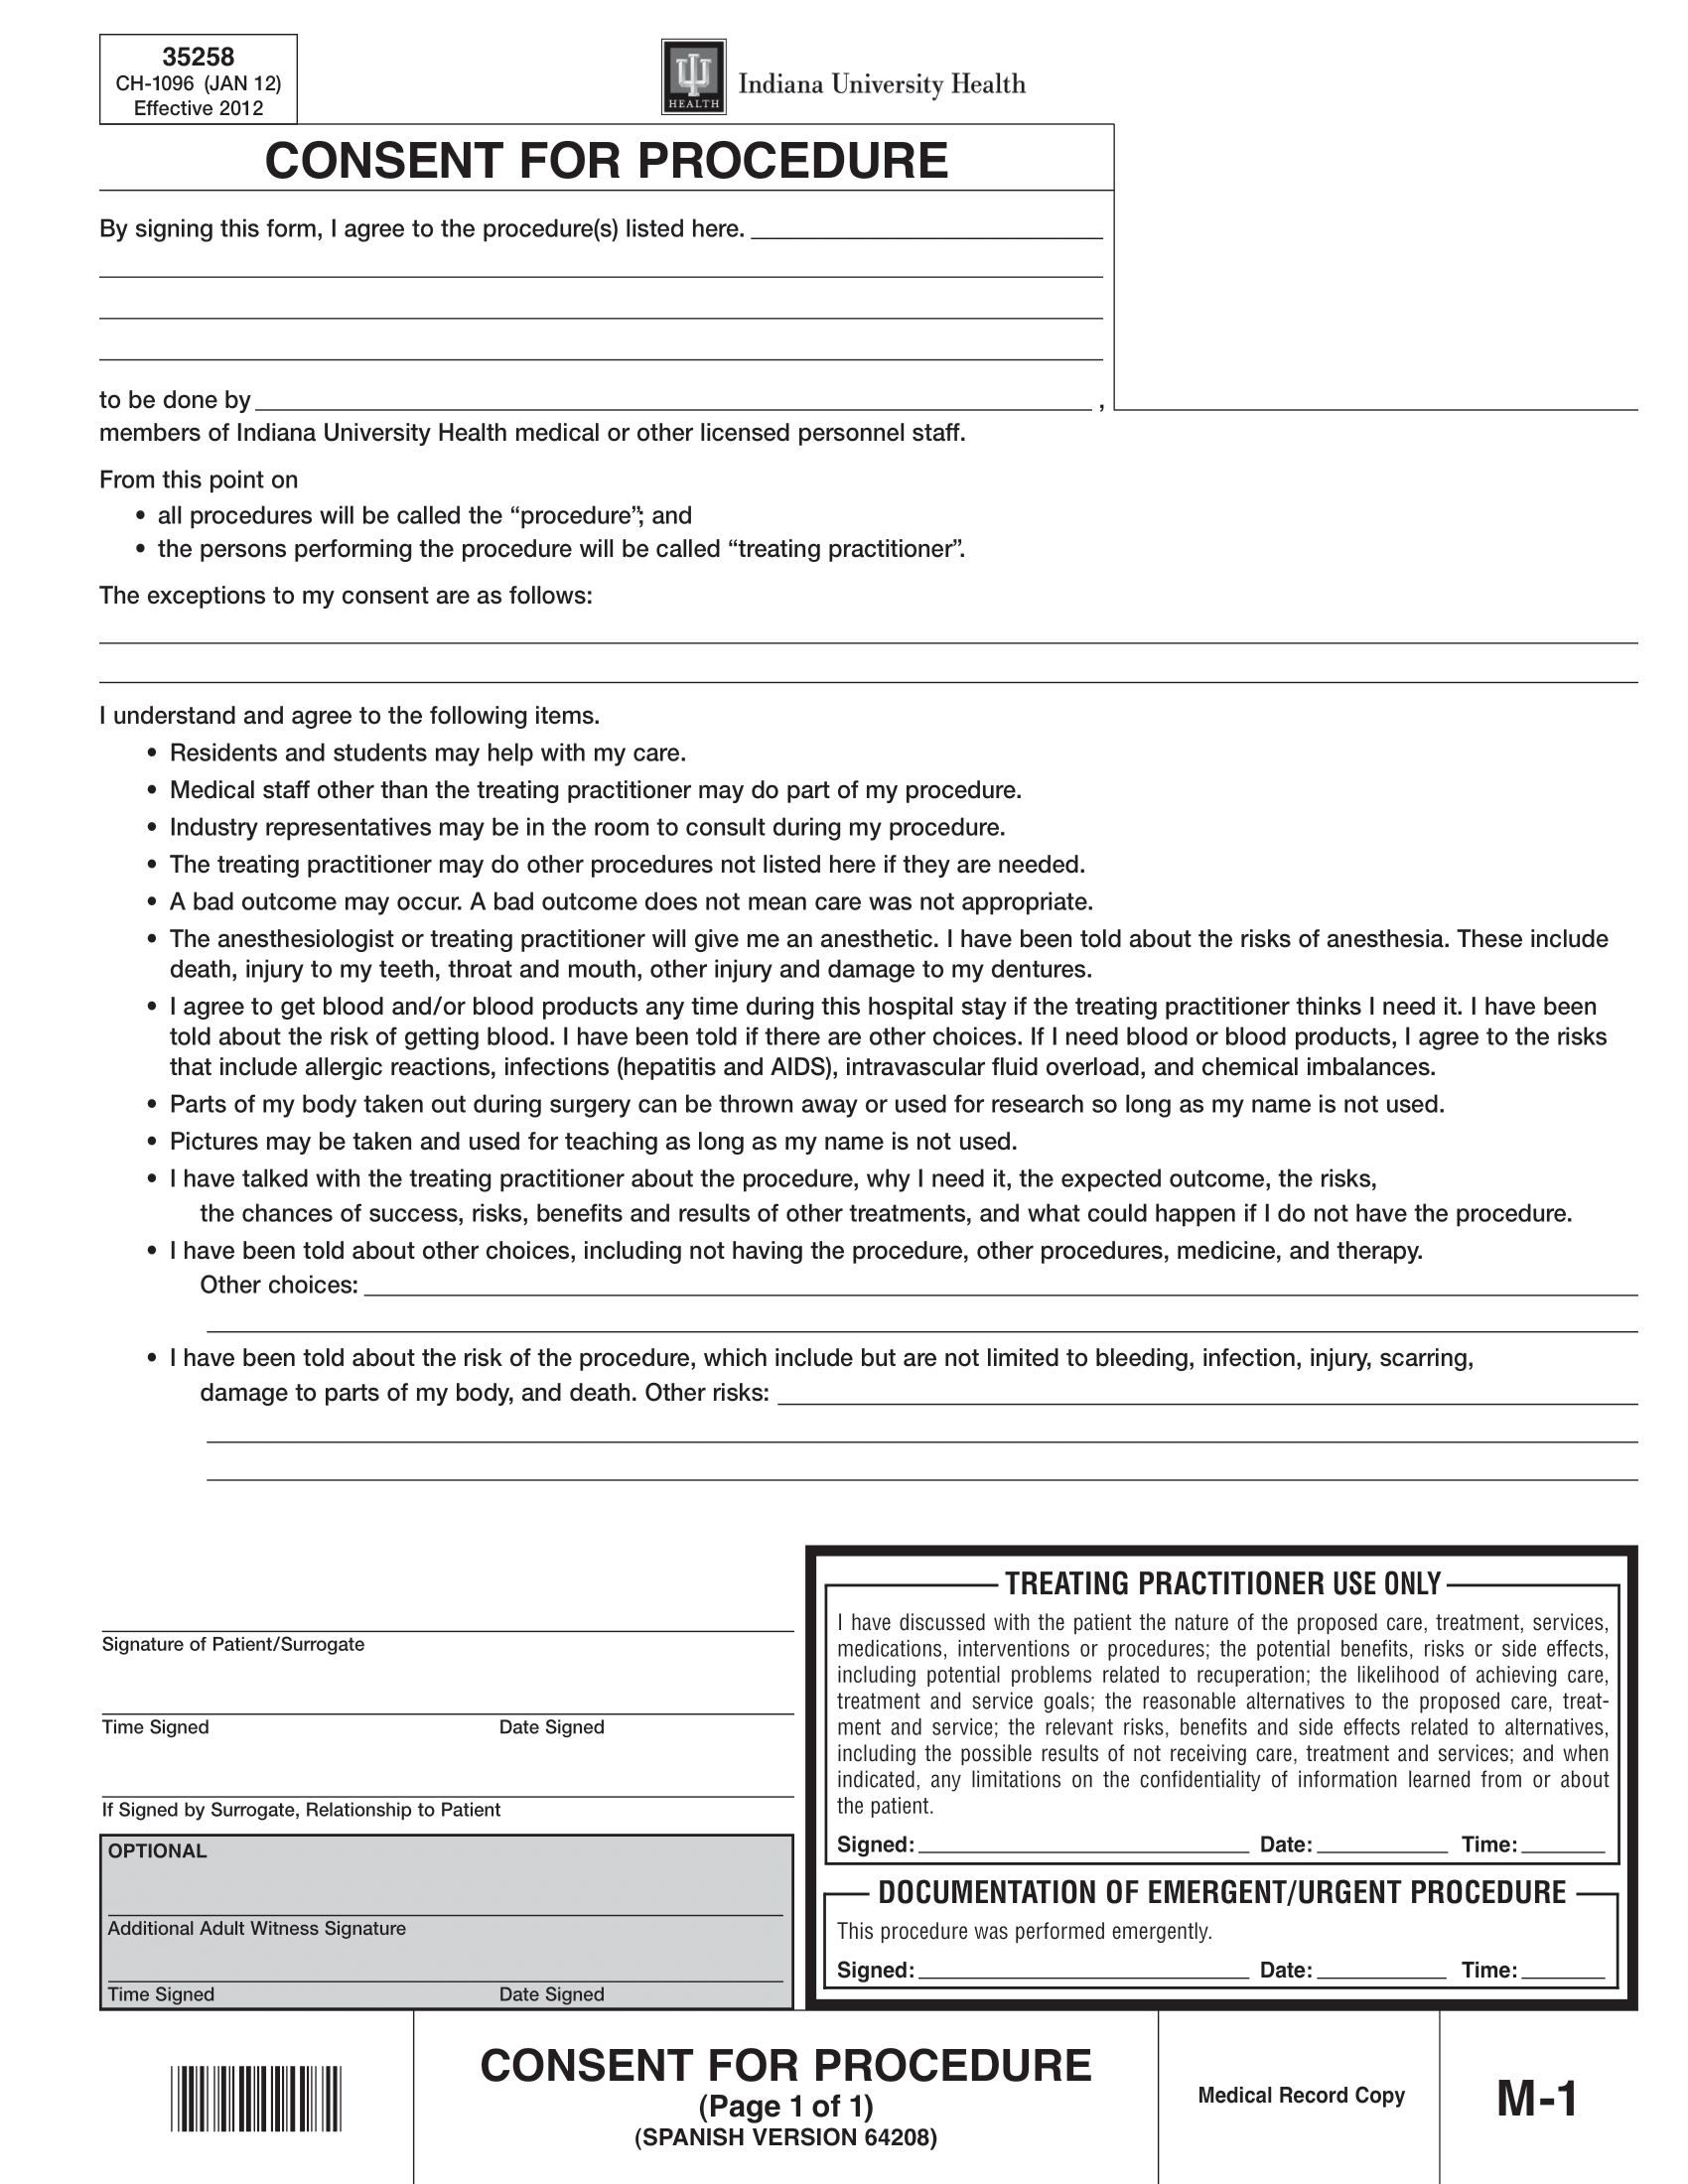 35258
CH-1096 (JAN 12)
Effective 2012
HEALTH
Indiana University Health
CONSENT FOR PROCEDURE
By signing this form, I agree to the procedure(s) listed here.
to be done by ,
members of Indiana University Health medical or other licensed personnel staff.
From this point on
• all procedures will be called the “procedure”; and
• the persons performing the procedure will be called “treating practitioner”.
The exceptions to my consent are as follows:
I understand and agree to the following items.
• Residents and students may help with my care.
• Medical staff other than the treating practitioner may do part of my procedure.
• Industry representatives may be in the room to consult during my procedure.
• The treating practitioner may do other procedures not listed here if they are needed.
• A bad outcome may occur. A bad outcome does not mean care was not appropriate.
• The anesthesiologist or treating practitioner will give me an anesthetic. I have been told about the risks of anesthesia. These include
death, injury to my teeth, throat and mouth, other injury and damage to my dentures.
• I agree to get blood and/or blood products any time during this hospital stay if the treating practitioner thinks I need it. I have been
told about the risk of getting blood. I have been told if there are other choices. If I need blood or blood products, I agree to the risks
that include allergic reactions, infections (hepatitis and AIDS), intravascular fluid overload, and chemical imbalances.
• Parts of my body taken out during surgery can be thrown away or used for research so long as my name is not used.
• Pictures may be taken and used for teaching as long as my name is not used.
• I have talked with the treating practitioner about the procedure, why I need it, the expected outcome, the risks,
the chances of success, risks, benefits and results of other treatments, and what could happen if I do not have the procedure.
• I have been told about other choices, including not having the procedure, other procedures, medicine, and therapy.
Other choices:
• I have been told about the risk of the procedure, which include but are not limited to bleeding, infection, injury, scarring,
damage to parts of my body, and death. Other risks:
Signature of Patient/Surrogate
Time Signed Date Signed
If Signed by Surrogate, Relationship to Patient
OPTIONAL
Additional Adult Witness Signature
Time Signed Date Signed
TREATING PRACTITIONER USE ONLY
I have discussed with the patient the nature of the proposed care, treatment, services,
medications, interventions or procedures; the potential benefits, risks or side effects,
including potential problems related to recuperation; the likelihood of achieving care,
treatment and service goals; the reasonable alternatives to the proposed care, treat-
ment and service; the relevant risks, benefits and side effects related to alternatives,
including the possible results of not receiving care, treatment and services; and when
indicated, any limitations on the confidentiality of information learned from or about
the patient.
Signed: Date: Time:
DOCUMENTATION OF EMERGENT/URGENT PROCEDURE
This procedure was performed emergently.
Signed: Date: Time:
CONSENT FOR PROCEDURE
(Page 1 of 1)
(SPANISH VERSION 64208)
Medical Record Copy
M-1